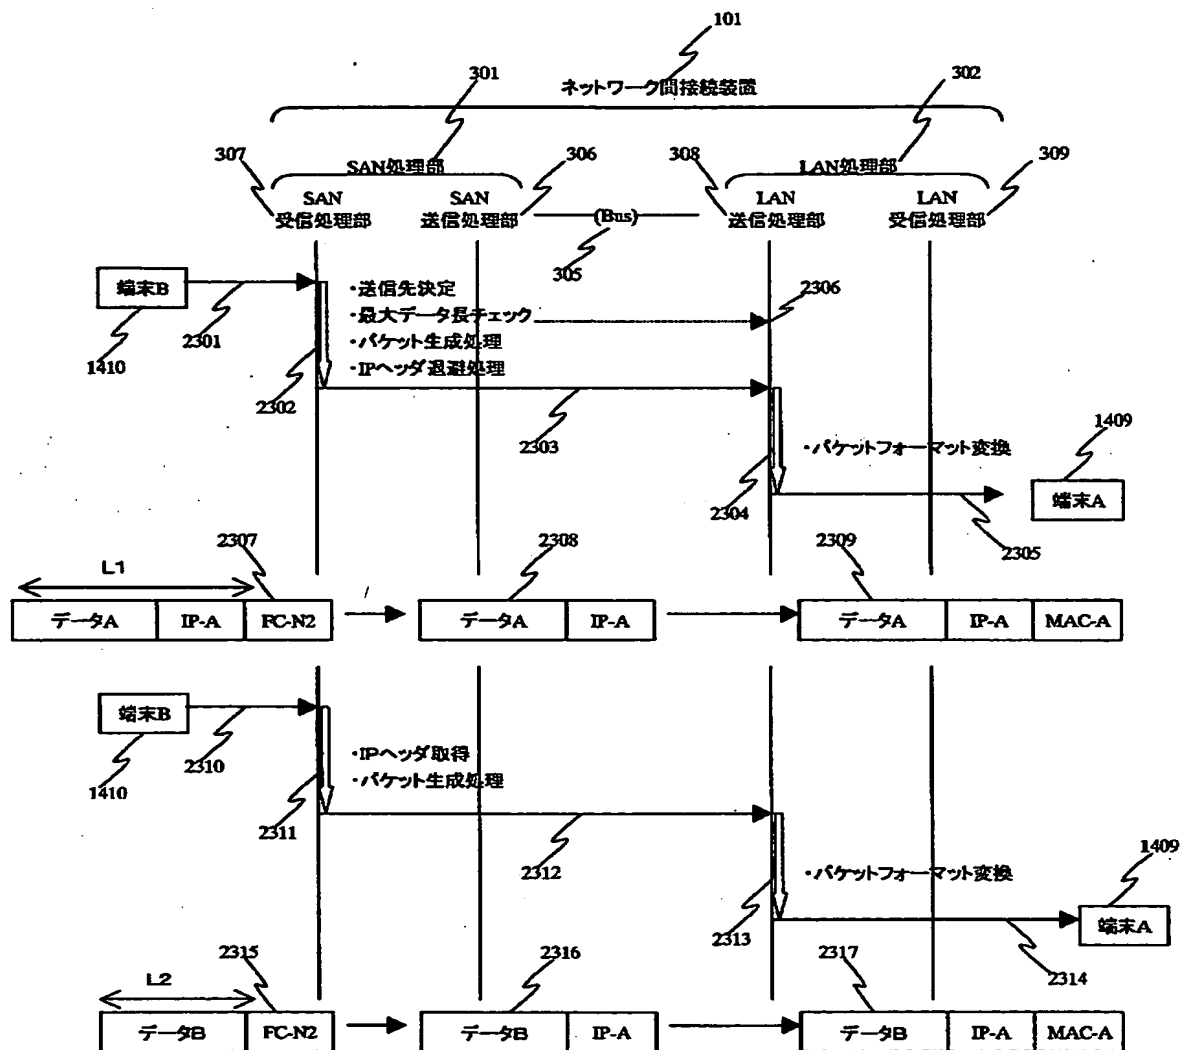 101
301
302
ネットワーク間接続装置
307
SAN処理部
306
308
LAN処理部
309
SAN
受信処理部
SAN
送信処理部
(Bus)
LAN
送信処理部
LAN
受信処理部
305
端末B
2301
1410
・送信先決定
・最大データ長チェック
・パケット生成処理
・IPヘッダ退避処理
2306
2302
2303
1409
・パケットフォーマット変換
2304
端末A
2305
L1
2307
2308
2309
データA IP-A FC-N2
データA IP-A
データA IP-A MAC-A
端末B
2310
1410
・IPヘッダ取得
・パケット生成処理
2311
2312
1409
・パケットフォーマット変換
2313
端末A
2314
L2
2315
2316
2317
データB FC-N2
データB IP-A
データB IP-A MAC-A